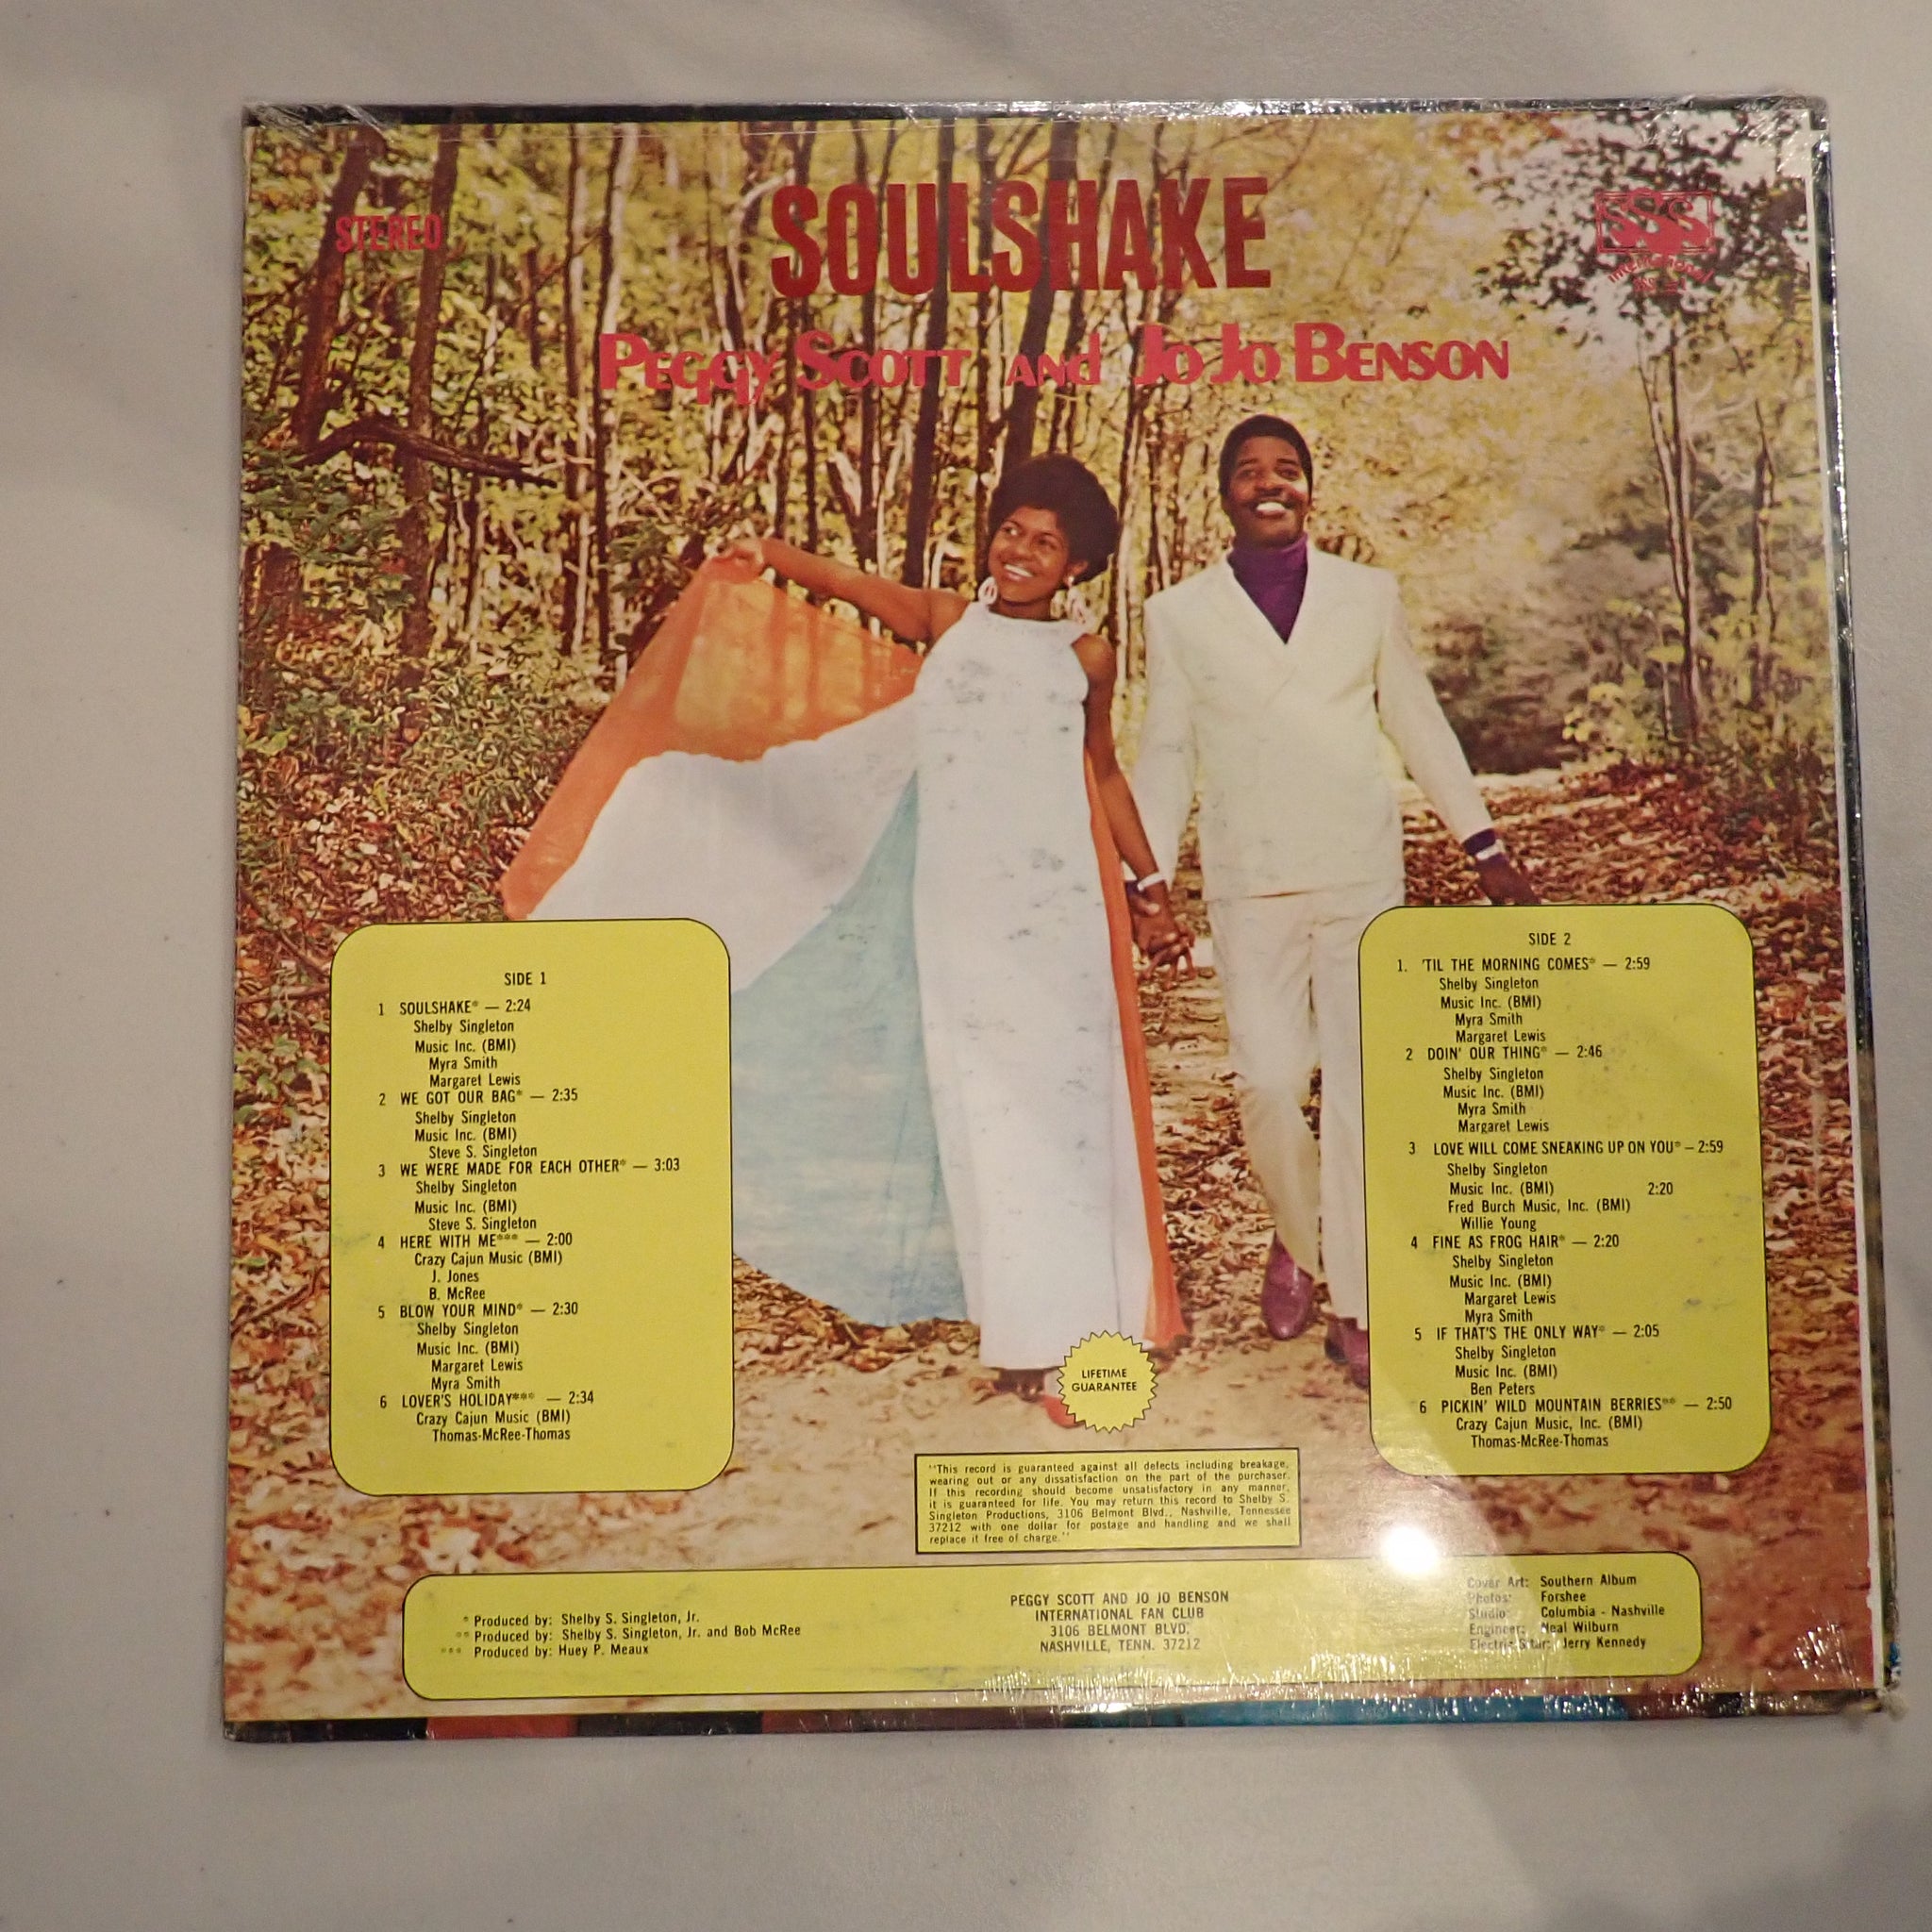 STEREO
SOULSHAKE
SSS
International
PEGGY SCOTT AND JO JO BENSON
SIDE 1
1 SOULSHAKE* — 2:24
Shelby Singleton
Music Inc. (BMI)
Myra Smith
Margaret Lewis
2 WE GOT OUR BAG* — 2:35
Shelby Singleton
Music Inc. (BMI)
Steve S. Singleton
3 WE WERE MADE FOR EACH OTHER* — 3:03
Shelby Singleton
Music Inc. (BMI)
Steve S. Singleton
4 HERE WITH ME*** — 2:00
Crazy Cajun Music (BMI)
J. Jones
B. McRee
5 BLOW YOUR MIND* — 2:30
Shelby Singleton
Music Inc. (BMI)
Margaret Lewis
Myra Smith
6 LOVER'S HOLIDAY*** — 2:34
Crazy Cajun Music (BMI)
Thomas-McRee-Thomas
SIDE 2
1. 'TIL THE MORNING COMES* — 2:59
Shelby Singleton
Music Inc. (BMI)
Myra Smith
Margaret Lewis
2 DOIN' OUR THING* — 2:46
Shelby Singleton
Music Inc. (BMI)
Myra Smith
Margaret Lewis
3 LOVE WILL COME SNEAKING UP ON YOU* — 2:59
Shelby Singleton
Music Inc. (BMI) 2:20
Fred Burch Music, Inc. (BMI)
Willie Young
4 FINE AS FROG HAIR* — 2:20
Shelby Singleton
Music Inc. (BMI)
Margaret Lewis
Myra Smith
5 IF THAT'S THE ONLY WAY* — 2:05
Shelby Singleton
Music Inc. (BMI)
Ben Peters
6 PICKIN' WILD MOUNTAIN BERRIES** — 2:50
Crazy Cajun Music, Inc. (BMI)
Thomas-McRee-Thomas
LIFETIME
GUARANTEE
"This record is guaranteed against all defects including breakage,
wearing out or any dissatisfaction on the part of the purchaser.
If this recording should become unsatisfactory in any manner,
it is guaranteed for life. You may return this record to Shelby S.
Singleton Productions, 3106 Belmont Blvd., Nashville, Tennessee
37212 with one dollar for postage and handling and we shall
replace it free of charge."
* Produced by: Shelby S. Singleton, Jr.
** Produced by: Shelby S. Singleton, Jr. and Bob McRee
*** Produced by: Huey P. Meaux
PEGGY SCOTT AND JO JO BENSON
INTERNATIONAL FAN CLUB
3106 BELMONT BLVD.
NASHVILLE, TENN. 37212
Cover Art: Southern Album
Photos: Forshee
Studio: Columbia - Nashville
Engineer: Neal Wilburn
Electric Sitar: Jerry Kennedy